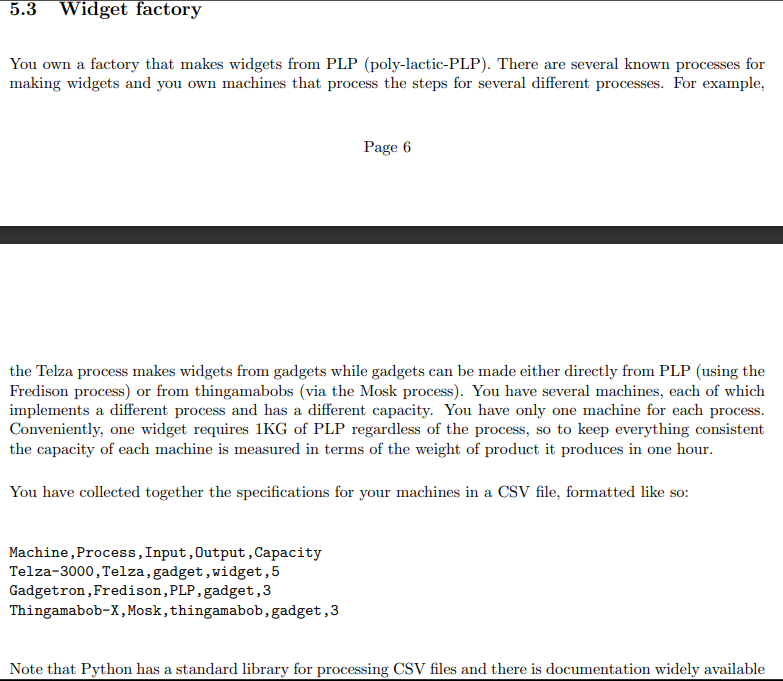 5.3 Widget factory
You own a factory that makes widgets from PLP (poly-lactic-PLP). There are several known processes for
making widgets and you own machines that process the steps for several different processes. For example,
Page 6
the Telza process makes widgets from gadgets while gadgets can be made either directly from PLP (using the
Fredison process) or from thingamabobs (via the Mosk process). You have several machines, each of which
implements a different process and has a different capacity. You have only one machine for each process.
Conveniently, one widget requires 1KG of PLP regardless of the process, so to keep everything consistent
the capacity of each machine is measured in terms of the weight of product it produces in one hour.
You have collected together the specifications for your machines in a CSV file, formatted like so:
Machine,Process,Input,Output,Capacity
Telza-3000,Telza,gadget,widget,5
Gadgetron,Fredison,PLP,gadget,3
Thingamabob-X,Mosk,thingamabob,gadget,3
Note that Python has a standard library for processing CSV files and there is documentation widely available